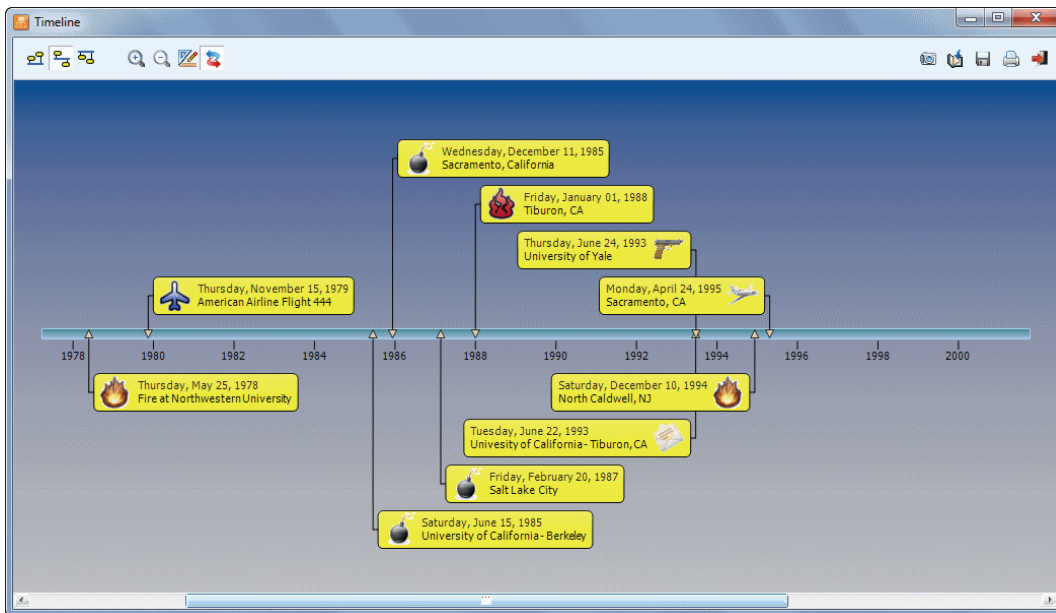 Timeline
Wednesday, December 11, 1985
Sacramento, California
Friday, January 01, 1988
Tiburon, CA
Thursday, June 24, 1993
University of Yale
Thursday, November 15, 1979
American Airline Flight 444
Monday, April 24, 1995
Sacramento, CA
1978 1980 1982 1984 1986 1988 1990 1992 1994 1996 1998 2000
Thursday, May 25, 1978
Fire at Northwestern University
Saturday, December 10, 1994
North Caldwell, NJ
Tuesday, June 22, 1993
Univesity of California - Tiburon, CA
Friday, February 20, 1987
Salt Lake City
Saturday, June 15, 1985
University of California - Berkeley